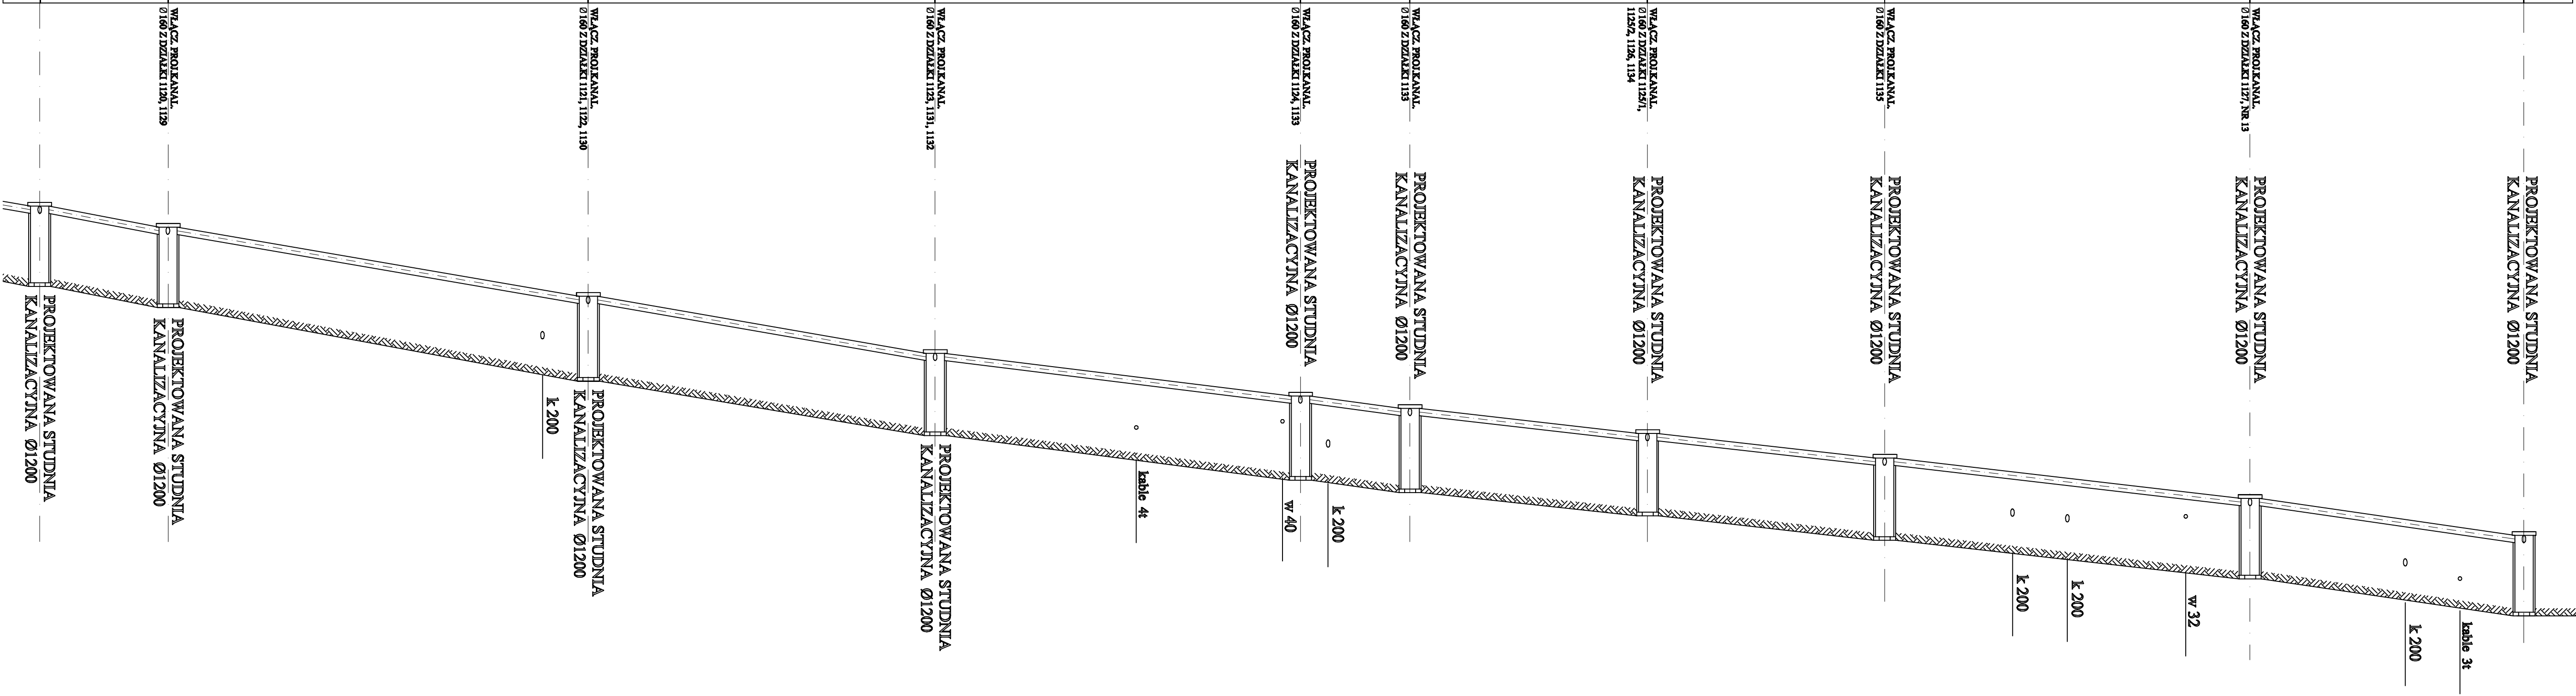 WŁĄCZ. PROJ.KANAL.
Ø160 Z DZIAŁKI 1120, 1129
WŁĄCZ. PROJ.KANAL.
Ø160 Z DZIAŁKI 1121, 1122, 1130
WŁĄCZ. PROJ.KANAL.
Ø160 Z DZIAŁKI 1123, 1131, 1132
WŁĄCZ. PROJ.KANAL.
Ø160 Z DZIAŁKI 1124, 1133
WŁĄCZ. PROJ.KANAL.
Ø160 Z DZIAŁKI 1133
WŁĄCZ. PROJ.KANAL.
Ø160 Z DZIAŁKI 1125/1,
1125/2, 1126, 1134
WŁĄCZ. PROJ.KANAL.
Ø160 Z DZIAŁKI 1135
WŁĄCZ. PROJ.KANAL.
Ø160 Z DZIAŁKI 1127, NR 13
PROJEKTOWANA STUDNIA
KANALIZACYJNA Ø1200
PROJEKTOWANA STUDNIA
KANALIZACYJNA Ø1200
PROJEKTOWANA STUDNIA
KANALIZACYJNA Ø1200
PROJEKTOWANA STUDNIA
KANALIZACYJNA Ø1200
PROJEKTOWANA STUDNIA
KANALIZACYJNA Ø1200
PROJEKTOWANA STUDNIA
KANALIZACYJNA Ø1200
PROJEKTOWANA STUDNIA
KANALIZACYJNA Ø1200
PROJEKTOWANA STUDNIA
KANALIZACYJNA Ø1200
k 200
PROJEKTOWANA STUDNIA
KANALIZACYJNA Ø1200
PROJEKTOWANA STUDNIA
KANALIZACYJNA Ø1200
kable 4t
w 40
k 200
k 200
k 200
w 32
k 200
kable 3t